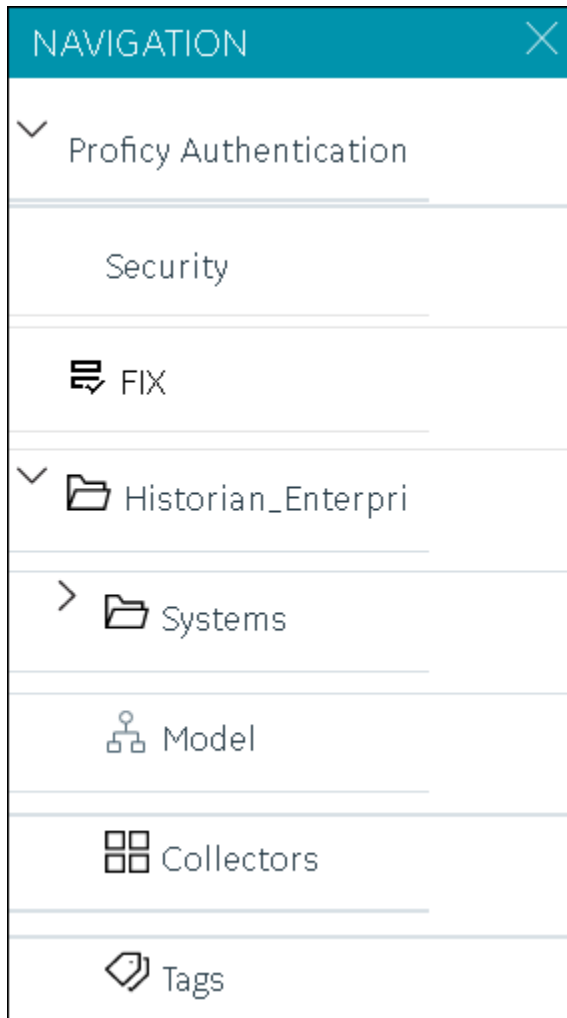 NAVIGATION
Proficy Authentication
Security
FIX
Historian_Enterpri
Systems
Model
Collectors
Tags